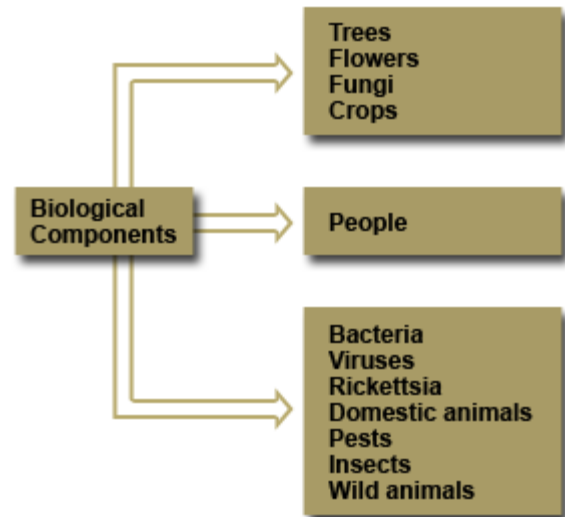 Biological
Components
Trees
Flowers
Fungi
Crops
People
Bacteria
Viruses
Rickettsia
Domestic animals
Pests
Insects
Wild animals